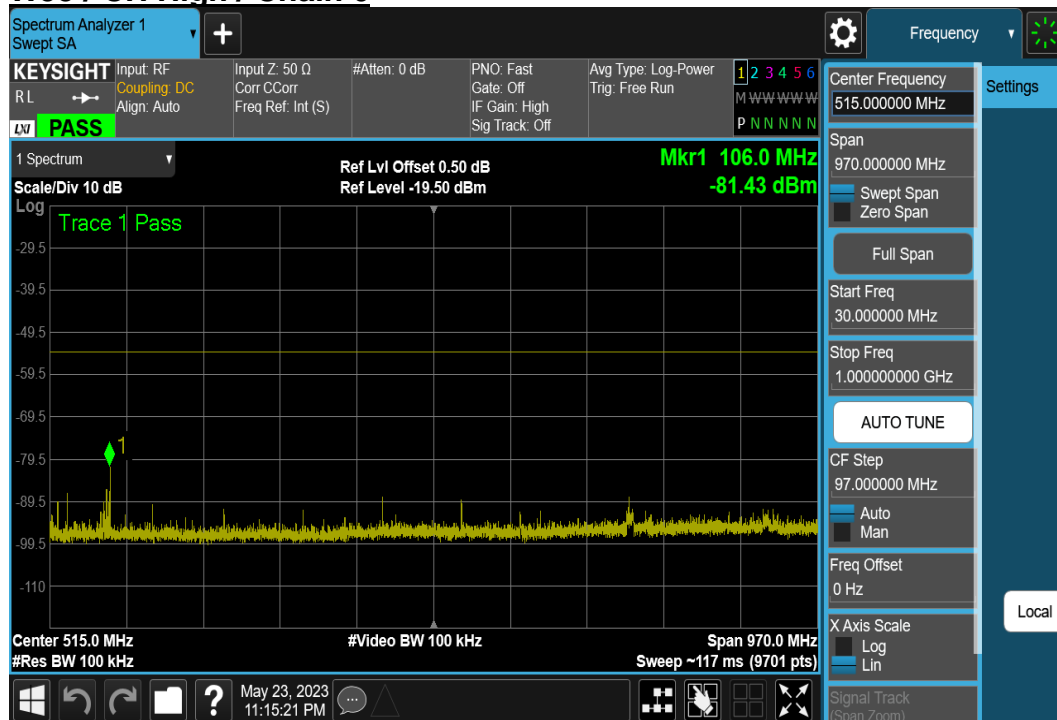 Spectrum Analyzer 1
Swept SA
Frequency
KEYSIGHT
RL
LXI
PASS
Input: RF
Coupling: DC
Align: Auto
Input Z: 50 Ω
Corr CCorr
Freq Ref: Int (S)
#Atten: 0 dB
PNO: Fast
Gate: Off
IF Gain: High
Sig Track: Off
Avg Type: Log-Power
Trig: Free Run
1 2 3 4 5 6
M W W W W W
P N N N N N
1 Spectrum
Scale/Div 10 dB
Ref Lvl Offset 0.50 dB
Ref Level -19.50 dBm
Mkr1 106.0 MHz
-81.43 dBm
Log
Trace 1 Pass
-29.5
-39.5
-49.5
-59.5
-69.5
1
-79.5
-89.5
-99.5
-110
Center 515.0 MHz
#Res BW 100 kHz
#Video BW 100 kHz
Span 970.0 MHz
Sweep ~117 ms (9701 pts)
?
May 23, 2023
11:15:21 PM
Center Frequency
515.000000 MHz
Span
970.000000 MHz
Swept Span
Zero Span
Full Span
Start Freq
30.000000 MHz
Stop Freq
1.000000000 GHz
AUTO TUNE
CF Step
97.000000 MHz
Auto
Man
Freq Offset
0 Hz
X Axis Scale
Log
Lin
Signal Track
(Span Zoom)
Settings
Local